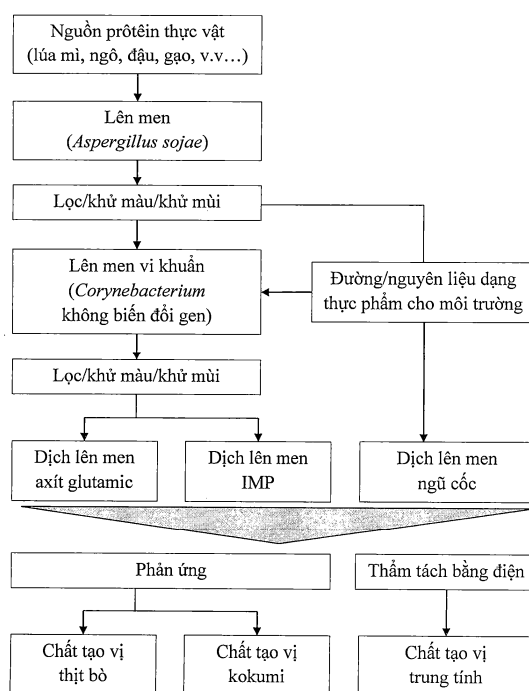 Nguồn prôtêin thực vật
(lúa mì, ngô, đậu, gạo, v.v…)
Lên men
(Aspergillus sojae)
Lọc/khử màu/khử mùi
Lên men vi khuẩn
(Corynebacterium
không biến đổi gen)
Đường/nguyên liệu dạng
thực phẩm cho môi trường
Lọc/khử màu/khử mùi
Dịch lên men
axít glutamic
Dịch lên men
IMP
Dịch lên men
ngũ cốc
Phản ứng
Thẩm tách bằng điện
Chất tạo vị
thịt bò
Chất tạo vị
kokumi
Chất tạo vị
trung tính